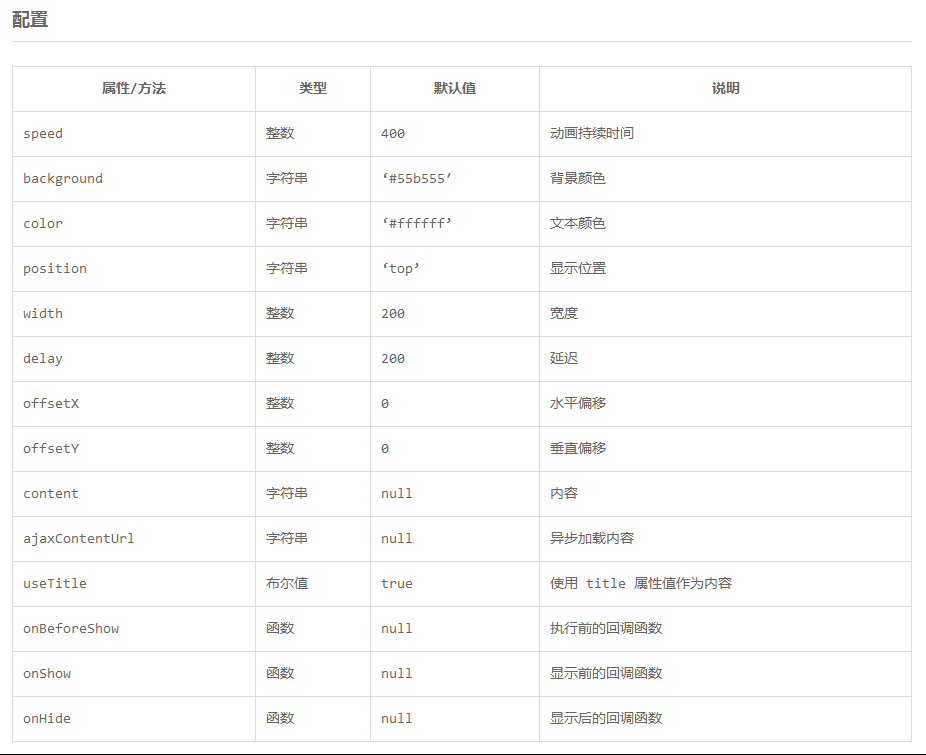 配置
属性/方法 类型 默认值 说明
speed 整数 400 动画持续时间
background 字符串 ‘#55b555’ 背景颜色
color 字符串 ‘#ffffff’ 文本颜色
position 字符串 ‘top’ 显示位置
width 整数 200 宽度
delay 整数 200 延迟
offsetX 整数 0 水平偏移
offsetY 整数 0 垂直偏移
content 字符串 null 内容
ajaxContentUrl 字符串 null 异步加载内容
useTitle 布尔值 true 使用 title 属性值作为内容
onBeforeShow 函数 null 执行前的回调函数
onShow 函数 null 显示前的回调函数
onHide 函数 null 显示后的回调函数